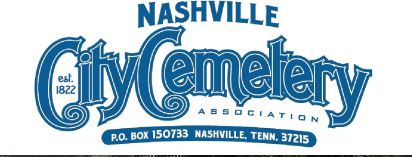 NASHVILLE
est.
1822
City Cemetery
ASSOCIATION
P.O. BOX 150733 NASHVILLE, TENN. 37215